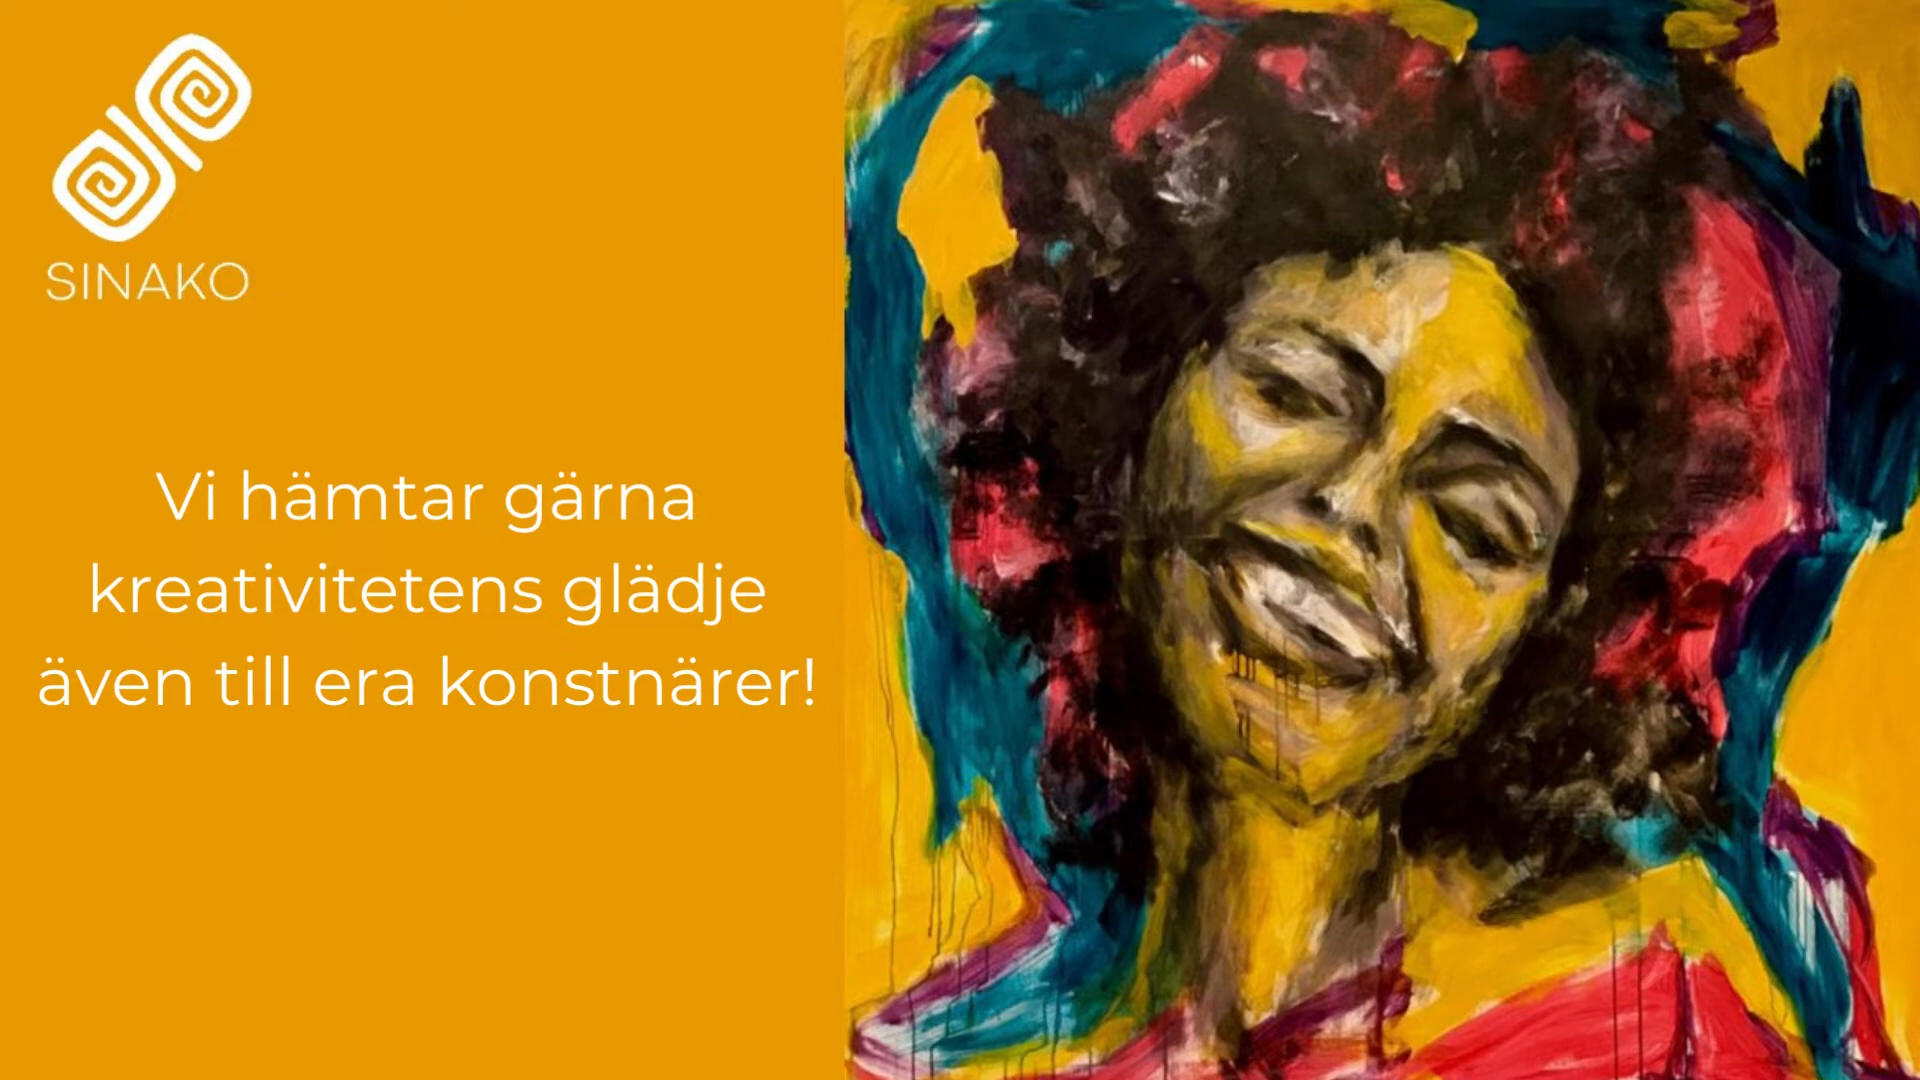 SINAKO
Vi hämtar gärna
kreativitetens glädje
även till era konstnärer!